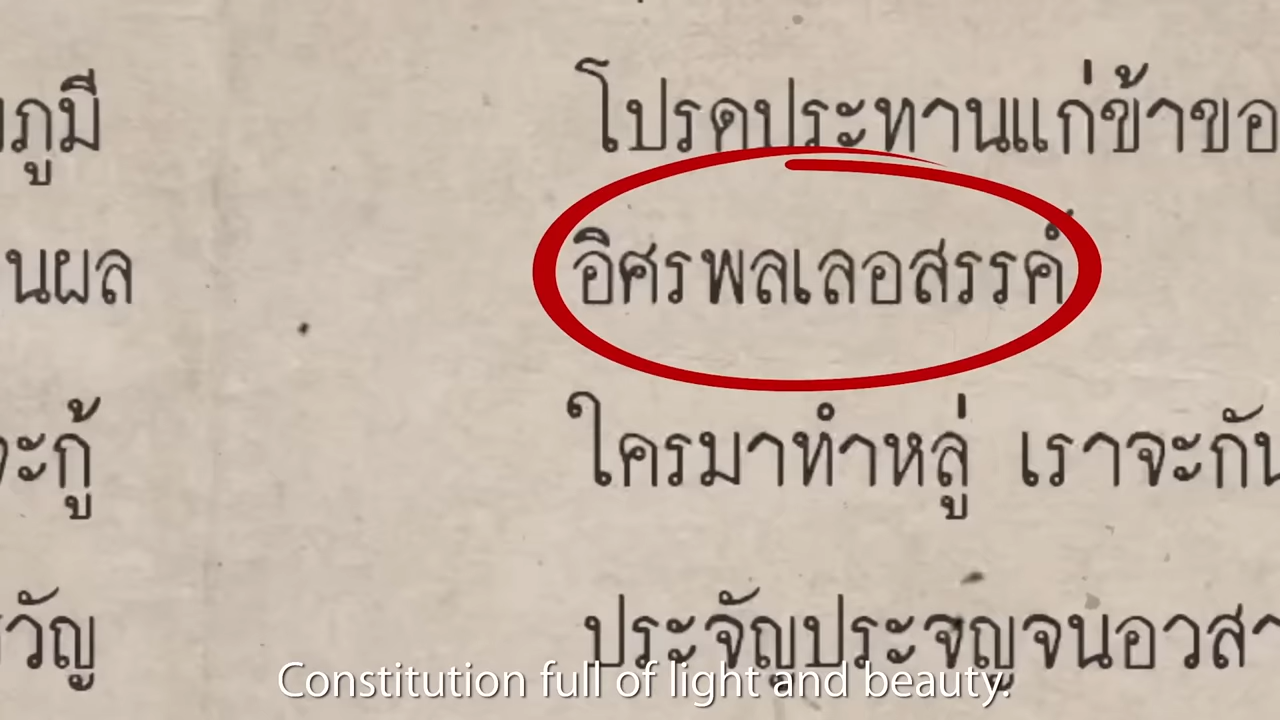 ภูมี โปรดประทานแก่ข้าขอ
นผล อิศรพลเลอสรรค์
ะกู้ ใครมาทำหลู่ เราจะกัน
วัญ ประจัญประจญจนอวสา
Constitution full of light and beauty.